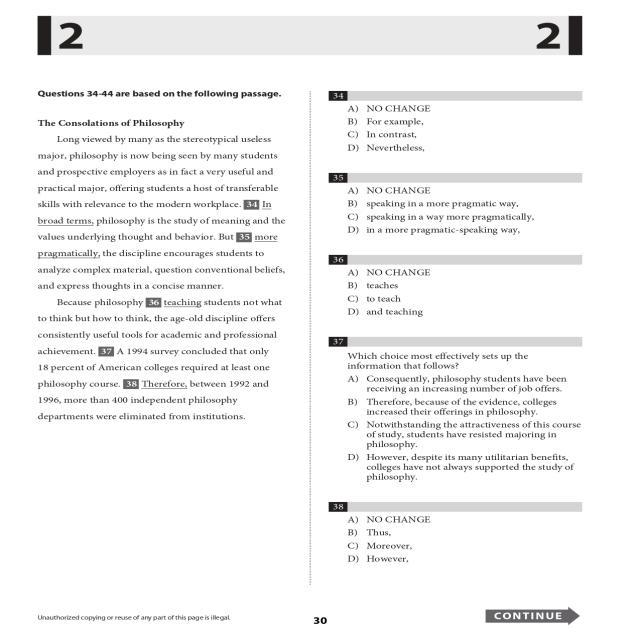 2
2
Questions 34-44 are based on the following passage.
The Consolations of Philosophy
Long viewed by many as the stereotypical useless
major, philosophy is now being seen by many students
and prospective employers as in fact a very useful and
practical major, offering students a host of transferable
skills with relevance to the modern workplace. 34 In
broad terms, philosophy is the study of meaning and the
values underlying thought and behavior. But 35 more
pragmatically, the discipline encourages students to
analyze complex material, question conventional beliefs,
and express thoughts in a concise manner.
Because philosophy 36 teaching students not what
to think but how to think, the age-old discipline offers
consistently useful tools for academic and professional
achievement. 37 A 1994 survey concluded that only
18 percent of American colleges required at least one
philosophy course. 38 Therefore, between 1992 and
1996, more than 400 independent philosophy
departments were eliminated from institutions.
34
A) NO CHANGE
B) For example,
C) In contrast,
D) Nevertheless,
35
A) NO CHANGE
B) speaking in a more pragmatic way,
C) speaking in a way more pragmatically,
D) in a more pragmatic-speaking way,
36
A) NO CHANGE
B) teaches
C) to teach
D) and teaching
37
Which choice most effectively sets up the
information that follows?
A) Consequently, philosophy students have been
receiving an increasing number of job offers.
B) Therefore, because of the evidence, colleges
increased their offerings in philosophy.
C) Notwithstanding the attractiveness of this course
of study, students have resisted majoring in
philosophy.
D) However, despite its many utilitarian benefits,
colleges have not always supported the study of
philosophy.
38
A) NO CHANGE
B) Thus,
C) Moreover,
D) However,
Unauthorized copying or reuse of any part of this page is illegal.
30
CONTINUE